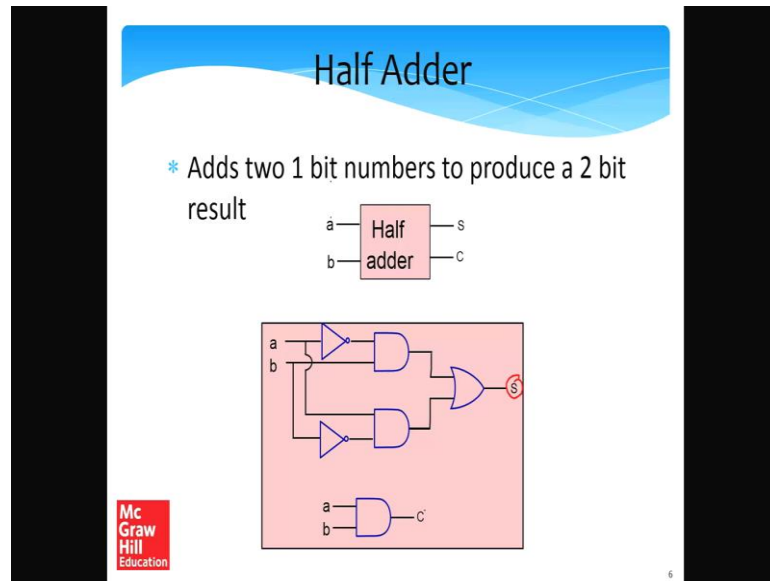 Half Adder
* Adds two 1 bit numbers to produce a 2 bit
result
a Half S
b adder C
a
b
S
a
b C
Mc
Graw
Hill
Education
6